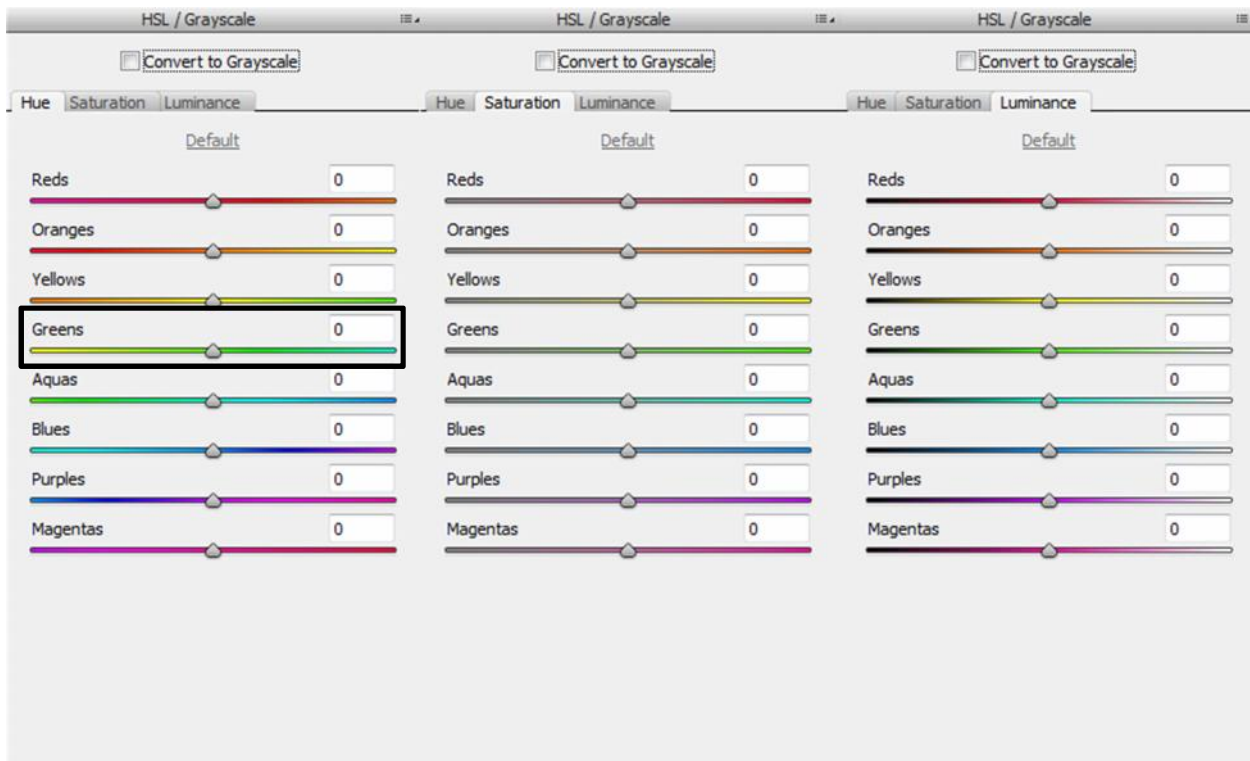 HSL / Grayscale
Convert to Grayscale
Hue Saturation Luminance
Default
Reds 0
Oranges 0
Yellows 0
Greens 0
Aquas 0
Blues 0
Purples 0
Magentas 0
HSL / Grayscale
Convert to Grayscale
Hue Saturation Luminance
Default
Reds 0
Oranges 0
Yellows 0
Greens 0
Aquas 0
Blues 0
Purples 0
Magentas 0
HSL / Grayscale
Convert to Grayscale
Hue Saturation Luminance
Default
Reds 0
Oranges 0
Yellows 0
Greens 0
Aquas 0
Blues 0
Purples 0
Magentas 0